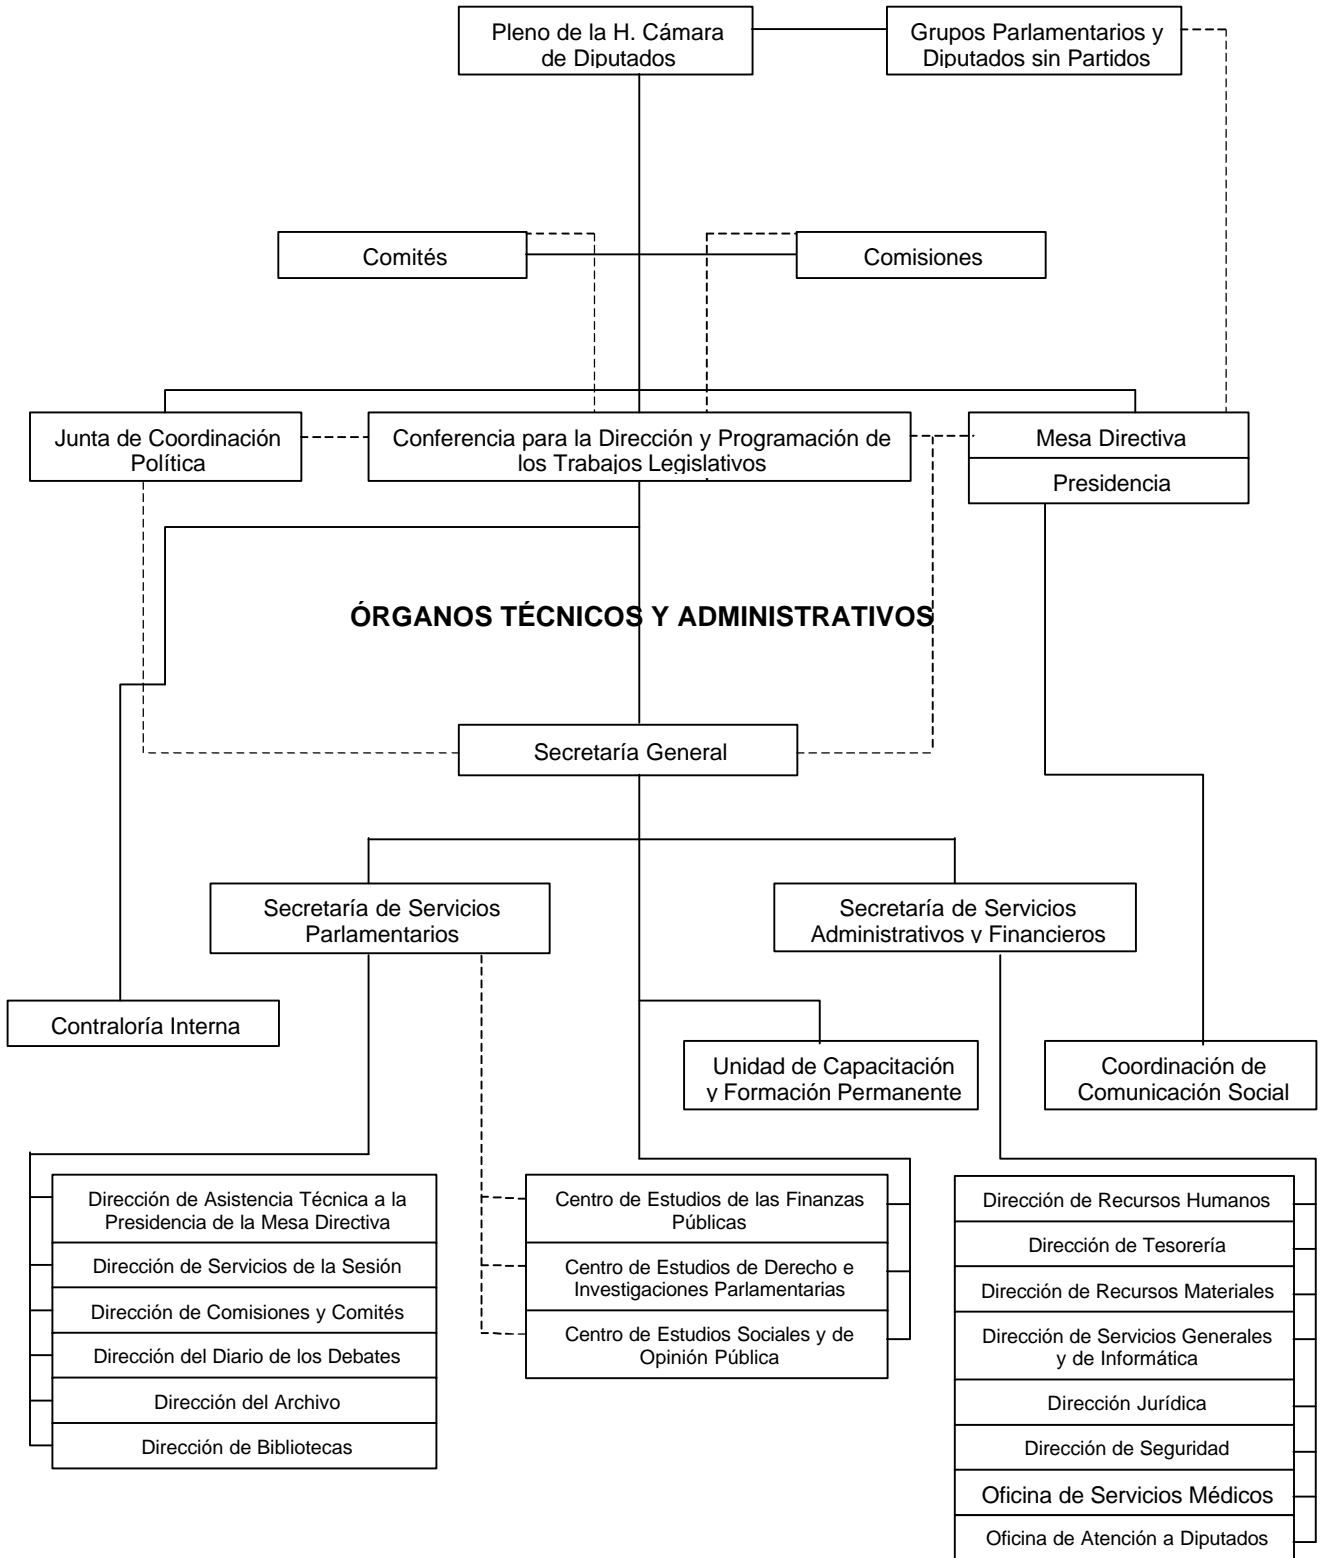 Pleno de la H. Cámara
de Diputados
Grupos Parlamentarios y
Diputados sin Partidos
Comités
Comisiones
Junta de Coordinación
Política
Conferencia para la Dirección y Programación de
los Trabajos Legislativos
Mesa Directiva
Presidencia
ÓRGANOS TÉCNICOS Y ADMINISTRATIVOS
Secretaría General
Secretaría de Servicios
Parlamentarios
Secretaría de Servicios
Administrativos y Financieros
Contraloría Interna
Unidad de Capacitación
y Formación Permanente
Coordinación de
Comunicación Social
Dirección de Asistencia Técnica a la
Presidencia de la Mesa Directiva
Dirección de Servicios de la Sesión
Dirección de Comisiones y Comités
Dirección del Diario de los Debates
Dirección del Archivo
Dirección de Bibliotecas
Centro de Estudios de las Finanzas
Públicas
Centro de Estudios de Derecho e
Investigaciones Parlamentarias
Centro de Estudios Sociales y de
Opinión Pública
Dirección de Recursos Humanos
Dirección de Tesorería
Dirección de Recursos Materiales
Dirección de Servicios Generales
y de Informática
Dirección Jurídica
Dirección de Seguridad
Oficina de Servicios Médicos
Oficina de Atención a Diputados